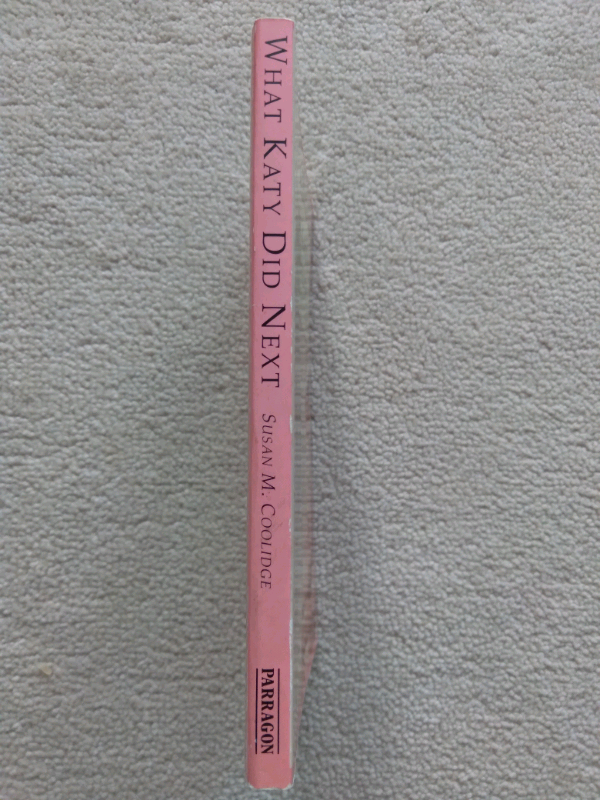 WHAT KATY DID NEXT
SUSAN M. COOLIDGE
PARRAGON